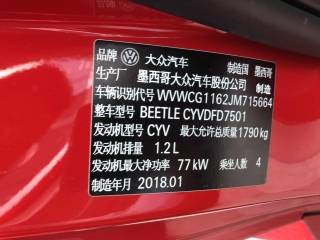 品牌 大众汽车 制造国 墨西哥
生产厂 墨西哥大众汽车股份公司 制造
车辆识别代号 WVWCG1162JM715664
整车型号 BEETLE CYVDFD7501
发动机型号 CYV 最大允许总质量 1790 kg
发动机排量 1.2 L
发动机最大净功率 77 kW 乘坐人数 4
制造年月 2018.01